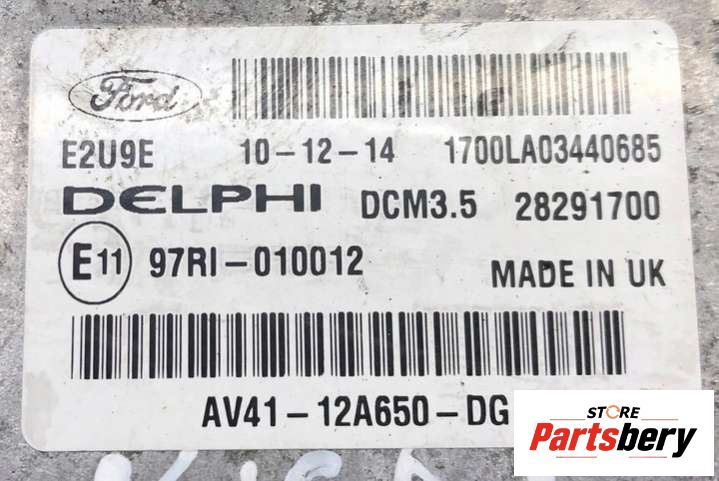 Ford
E2U9E 10-12-14 1700LA03440685
DELPHI DCM3.5 28291700
E11 97RI-010012 MADE IN UK
AV41-12A650-DG
STORE
Partsbery